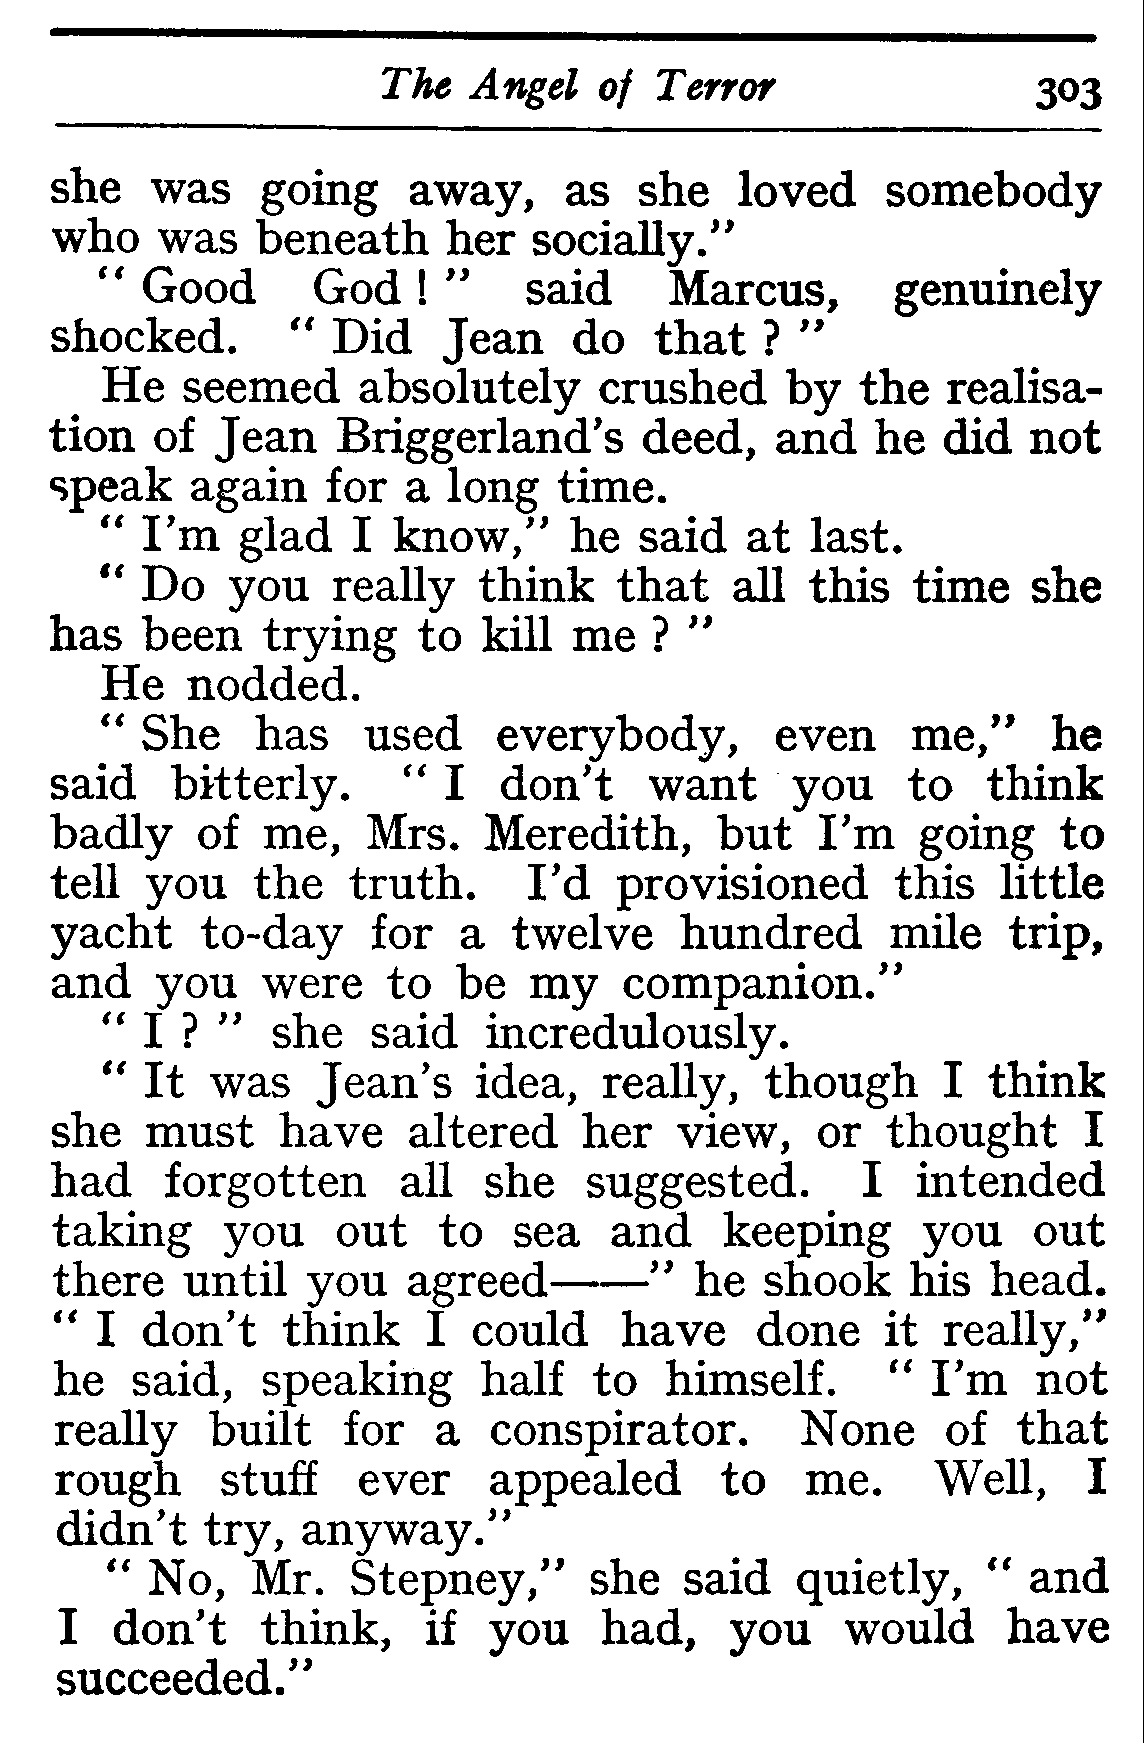 The Angel of Terror 303
she was going away, as she loved somebody
who was beneath her socially."
" Good God ! " said Marcus, genuinely
shocked. " Did Jean do that ? "
He seemed absolutely crushed by the realisa-
tion of Jean Briggerland's deed, and he did not
speak again for a long time.
" I'm glad I know," he said at last.
" Do you really think that all this time she
has been trying to kill me ? "
He nodded.
" She has used everybody, even me," he
said bitterly. " I don't want you to think
badly of me, Mrs. Meredith, but I'm going to
tell you the truth. I'd provisioned this little
yacht to-day for a twelve hundred mile trip,
and you were to be my companion."
" I ? " she said incredulously.
" It was Jean's idea, really, though I think
she must have altered her view, or thought I
had forgotten all she suggested. I intended
taking you out to sea and keeping you out
there until you agreed——" he shook his head.
" I don't think I could have done it really,"
he said, speaking half to himself. " I'm not
really built for a conspirator. None of that
rough stuff ever appealed to me. Well, I
didn't try, anyway."
" No, Mr. Stepney," she said quietly, " and
I don't think, if you had, you would have
succeeded."